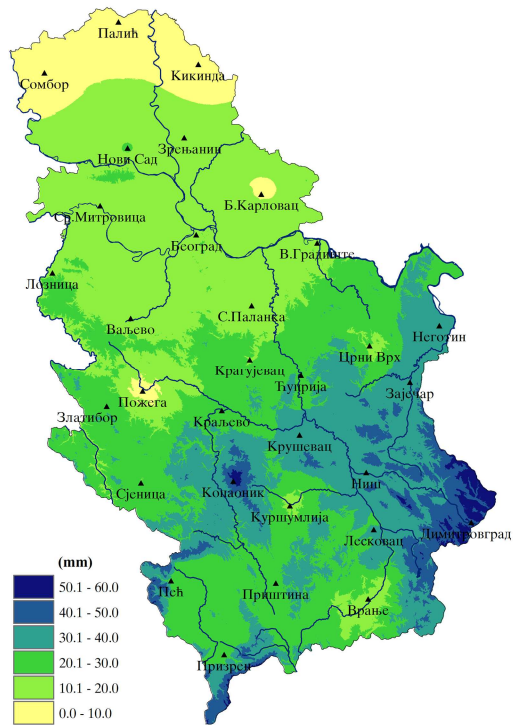 Палић
Кикинда
Сомбор
Зрењанин
Нови Сад
Б.Карловац
Ср.Митровица
Београд
В.Градиште
Лозница
С.Паланка
Ваљево
Неготин
Црни Врх
Крагујевац
Ћуприја
Зајечар
Пожега
Златибор
Краљево
Крушевац
Ниш
Сјеница
Копаоник
Куршумлија
Димитровград
Лесковац
(mm)
50.1 - 60.0
Пећ
Приштина
40.1 - 50.0
Врање
30.1 - 40.0
20.1 - 30.0
Призрен
10.1 - 20.0
0.0 - 10.0